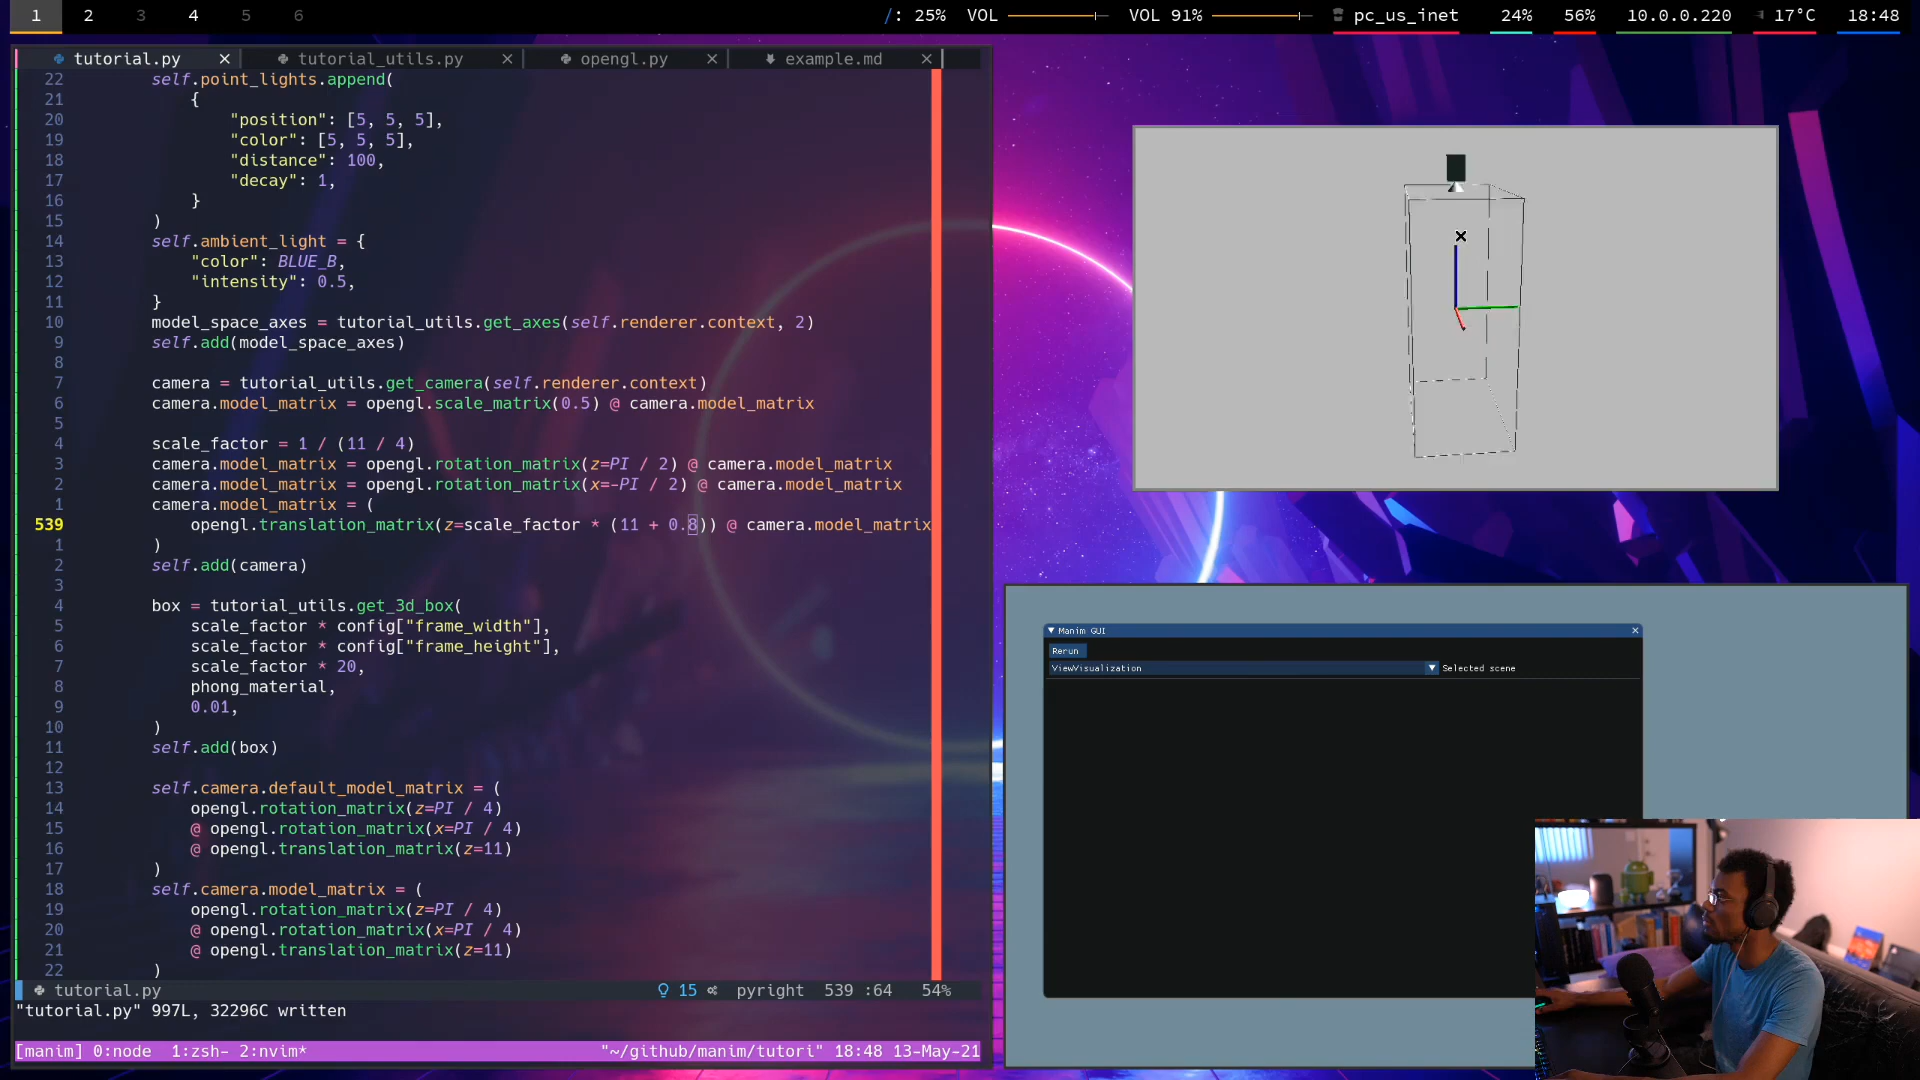 1 2 3 4 5 6 /: 25% VOL VOL 91% pc_us_inet 24% 56% 10.0.0.220 17°C 18:48
tutorial.py × tutorial_utils.py × opengl.py × example.md ×
22 self.point_lights.append(
21 {
20 "position": [5, 5, 5],
19 "color": [5, 5, 5],
18 "distance": 100,
17 "decay": 1,
16 }
15 )
14 self.ambient_light = {
13 "color": BLUE_B,
12 "intensity": 0.5,
11 }
10 model_space_axes = tutorial_utils.get_axes(self.renderer.context, 2)
9 self.add(model_space_axes)
8
7 camera = tutorial_utils.get_camera(self.renderer.context)
6 camera.model_matrix = opengl.scale_matrix(0.5) @ camera.model_matrix
5
4 scale_factor = 1 / (11 / 4)
3 camera.model_matrix = opengl.rotation_matrix(z=PI / 2) @ camera.model_matrix
2 camera.model_matrix = opengl.rotation_matrix(x=-PI / 2) @ camera.model_matrix
1 camera.model_matrix = (
539 opengl.translation_matrix(z=scale_factor * (11 + 0.8)) @ camera.model_matrix
1 )
2 self.add(camera)
3
4 box = tutorial_utils.get_3d_box(
5 scale_factor * config["frame_width"],
6 scale_factor * config["frame_height"],
7 scale_factor * 20,
8 phong_material,
9 0.01,
10 )
11 self.add(box)
12
13 self.camera.default_model_matrix = (
14 opengl.rotation_matrix(z=PI / 4)
15 @ opengl.rotation_matrix(x=PI / 4)
16 @ opengl.translation_matrix(z=11)
17 )
18 self.camera.model_matrix = (
19 opengl.rotation_matrix(z=PI / 4)
20 @ opengl.rotation_matrix(x=PI / 4)
21 @ opengl.translation_matrix(z=11)
22 )
tutorial.py 15 pyright 539 :64 54%
"tutorial.py" 997L, 32296C written
[manim] 0:node 1:zsh- 2:nvim* "~/github/manim/tutori" 18:48 13-May-21
Manim GUI
Rerun
ViewVisualization Selected scene